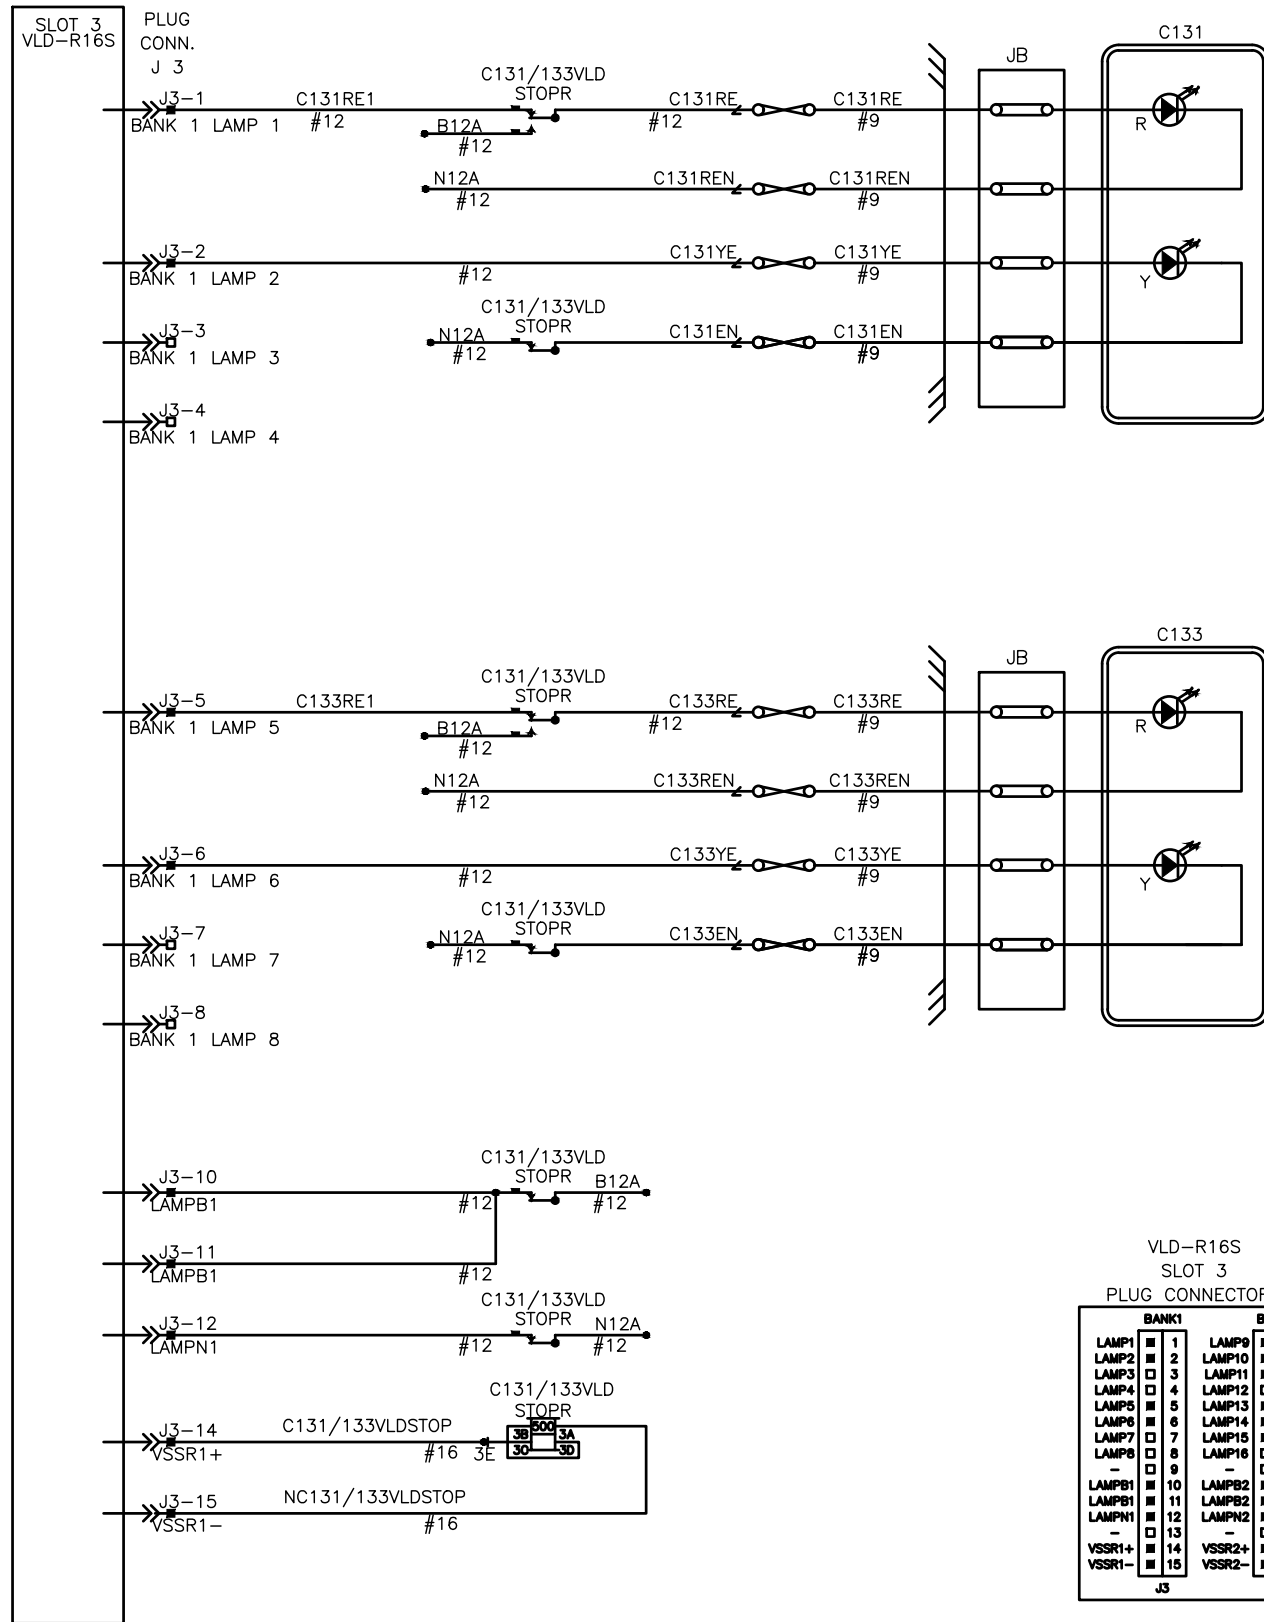 SLOT 3
VLD-R16S
PLUG
CONN.
J 3
C131
JB
C131/133VLD
STOPR
J3-1 C131RE1 C131RE C131RE
BANK 1 LAMP 1 #12 #12 #9
R
B12A
#12
N12A C131REN C131REN
#12 #9
J3-2 C131YE C131YE
BANK 1 LAMP 2 #12 #9
Y
C131/133VLD
STOPR
J3-3 N12A C131EN C131EN
BANK 1 LAMP 3 #12 #9
J3-4
BANK 1 LAMP 4
C133
JB
C131/133VLD
STOPR
J3-5 C133RE1 C133RE C133RE
BANK 1 LAMP 5 #12 #9
R
B12A
#12
N12A C133REN C133REN
#12 #9
J3-6 C133YE C133YE
BANK 1 LAMP 6 #12 #9
Y
C131/133VLD
STOPR
J3-7 N12A C133EN C133EN
BANK 1 LAMP 7 #12 #9
J3-8
BANK 1 LAMP 8
C131/133VLD
STOPR
J3-10 B12A
LAMPB1 #12 #12
J3-11
LAMPB1 #12
C131/133VLD
STOPR
J3-12 N12A
LAMPN1 #12 #12
C131/133VLD
STOPR
J3-14 C131/133VLDSTOP 500
3B 3A
VSSR1+ #16 3E 3C 3D
J3-15 NC131/133VLDSTOP
VSSR1- #16
VLD-R16S
SLOT 3
PLUG CONNECTOR
BANK1 B
LAMP1 1 LAMP9
LAMP2 2 LAMP10
LAMP3 3 LAMP11
LAMP4 4 LAMP12
LAMP5 5 LAMP13
LAMP6 6 LAMP14
LAMP7 7 LAMP15
LAMP8 8 LAMP16
- 9 -
LAMPB1 10 LAMPB2
LAMPB1 11 LAMPB2
LAMPN1 12 LAMPN2
- 13 -
VSSR1+ 14 VSSR2+
VSSR1- 15 VSSR2-
J3